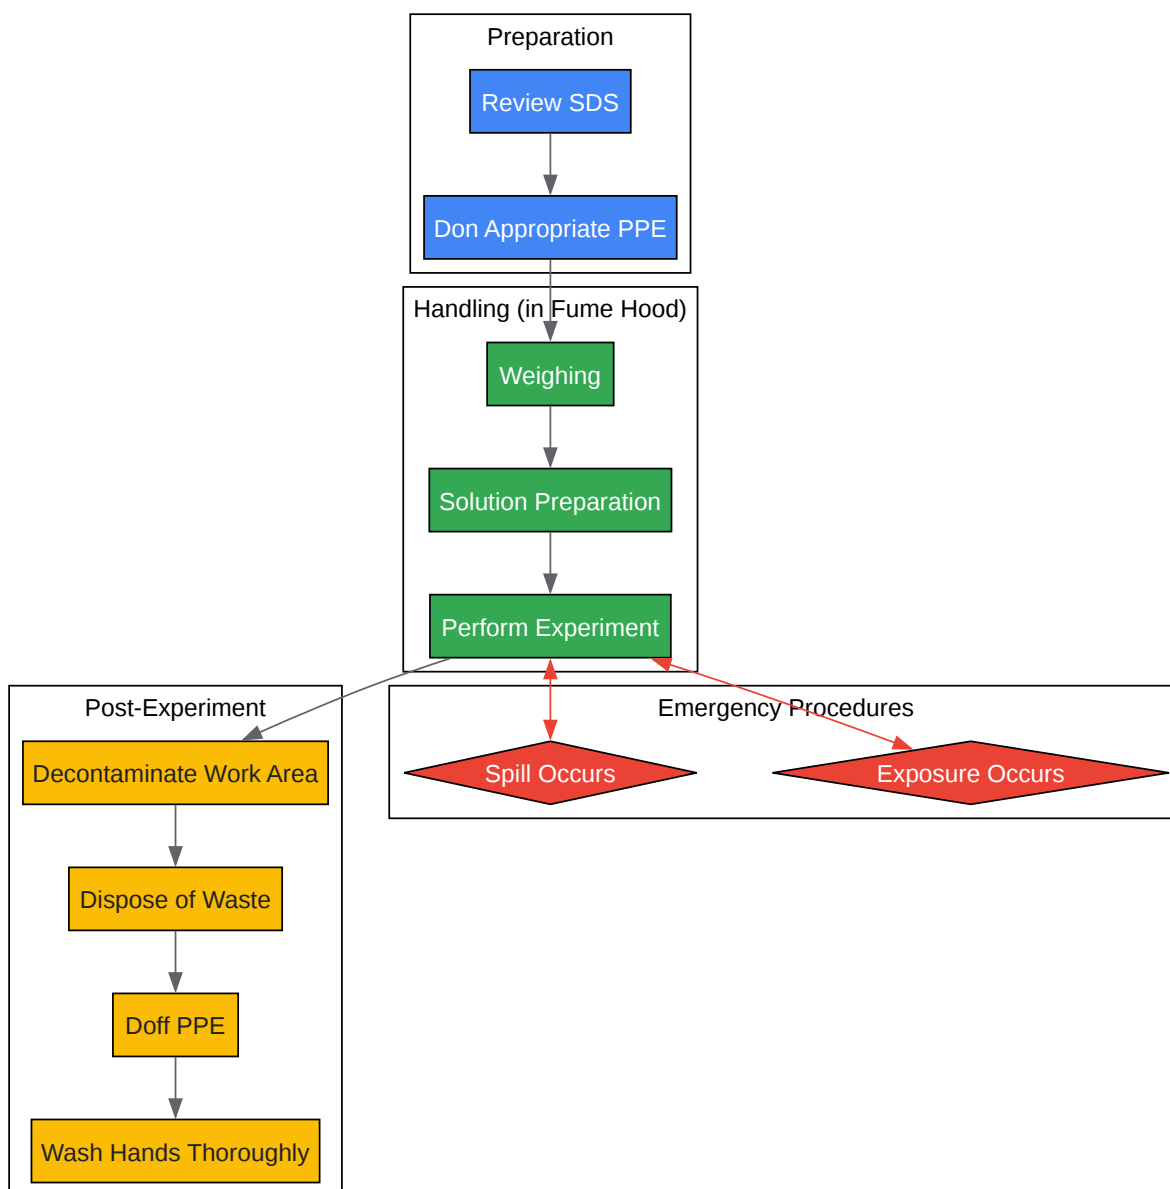 Preparation
Review SDS
Don Appropriate PPE
Handling (in Fume Hood)
Weighing
Solution Preparation
Perform Experiment
Post-Experiment
Decontaminate Work Area
Dispose of Waste
Doff PPE
Wash Hands Thoroughly
Emergency Procedures
Spill Occurs
Exposure Occurs